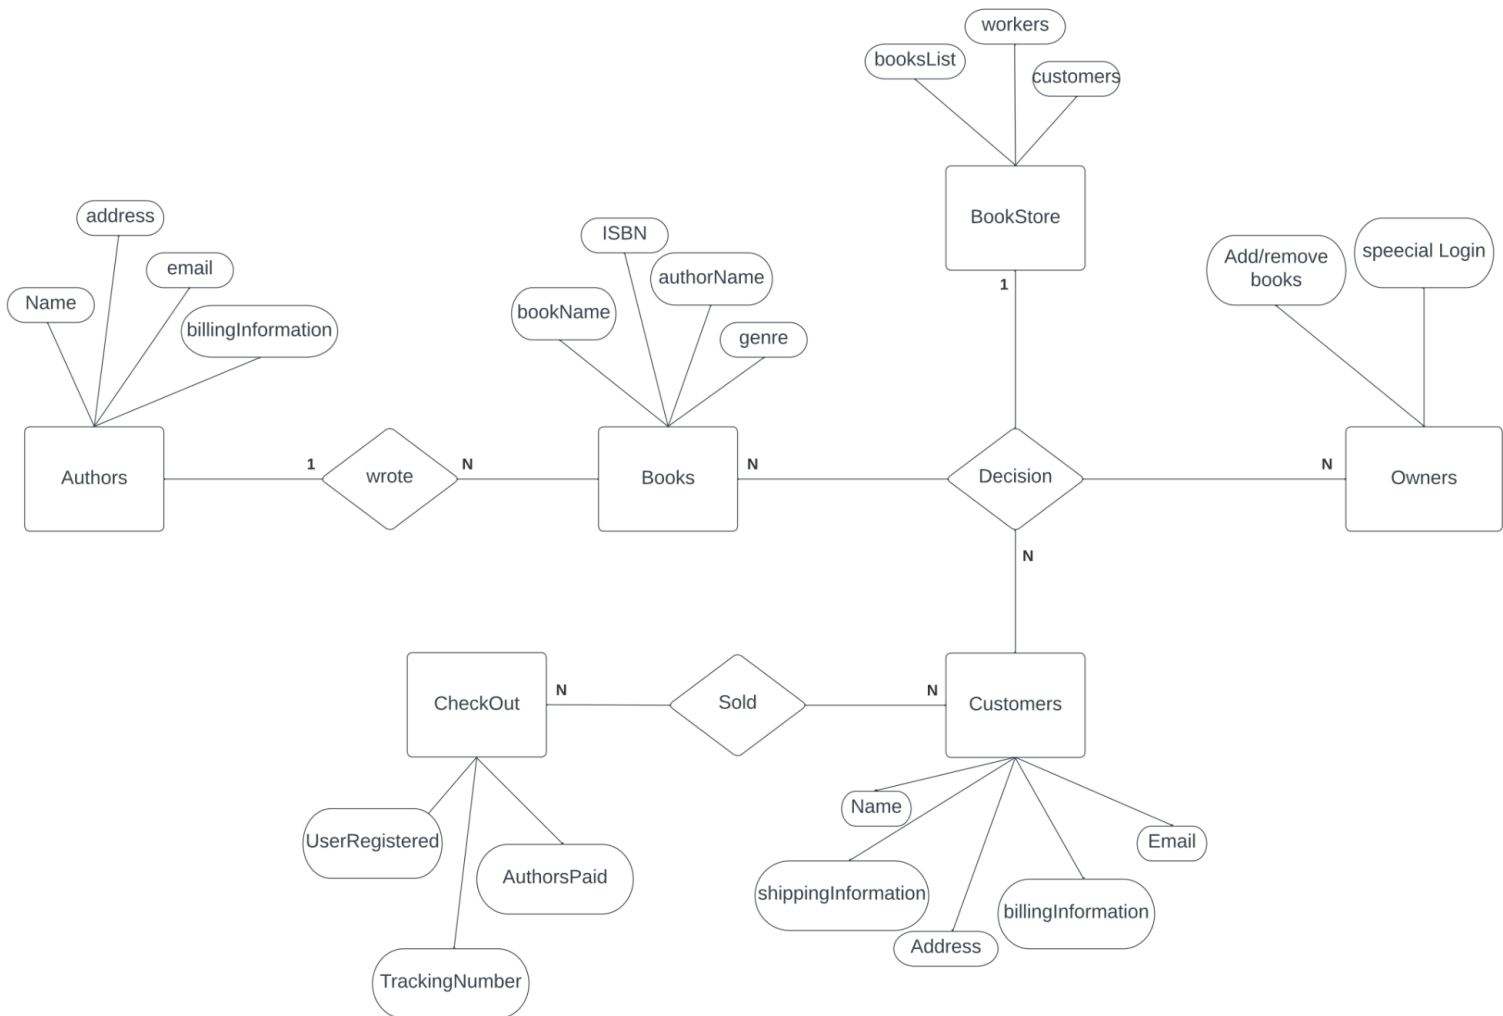 workers
booksList
customers
BookStore
1
address
email
Name
billingInformation
ISBN
authorName
bookName
genre
Add/remove
books
speecial Login
Authors
1
wrote
N
Books
N
Decision
N
Owners
N
CheckOut
N
Sold
N
Customers
UserRegistered
AuthorsPaid
TrackingNumber
Name
Email
shippingInformation
billingInformation
Address